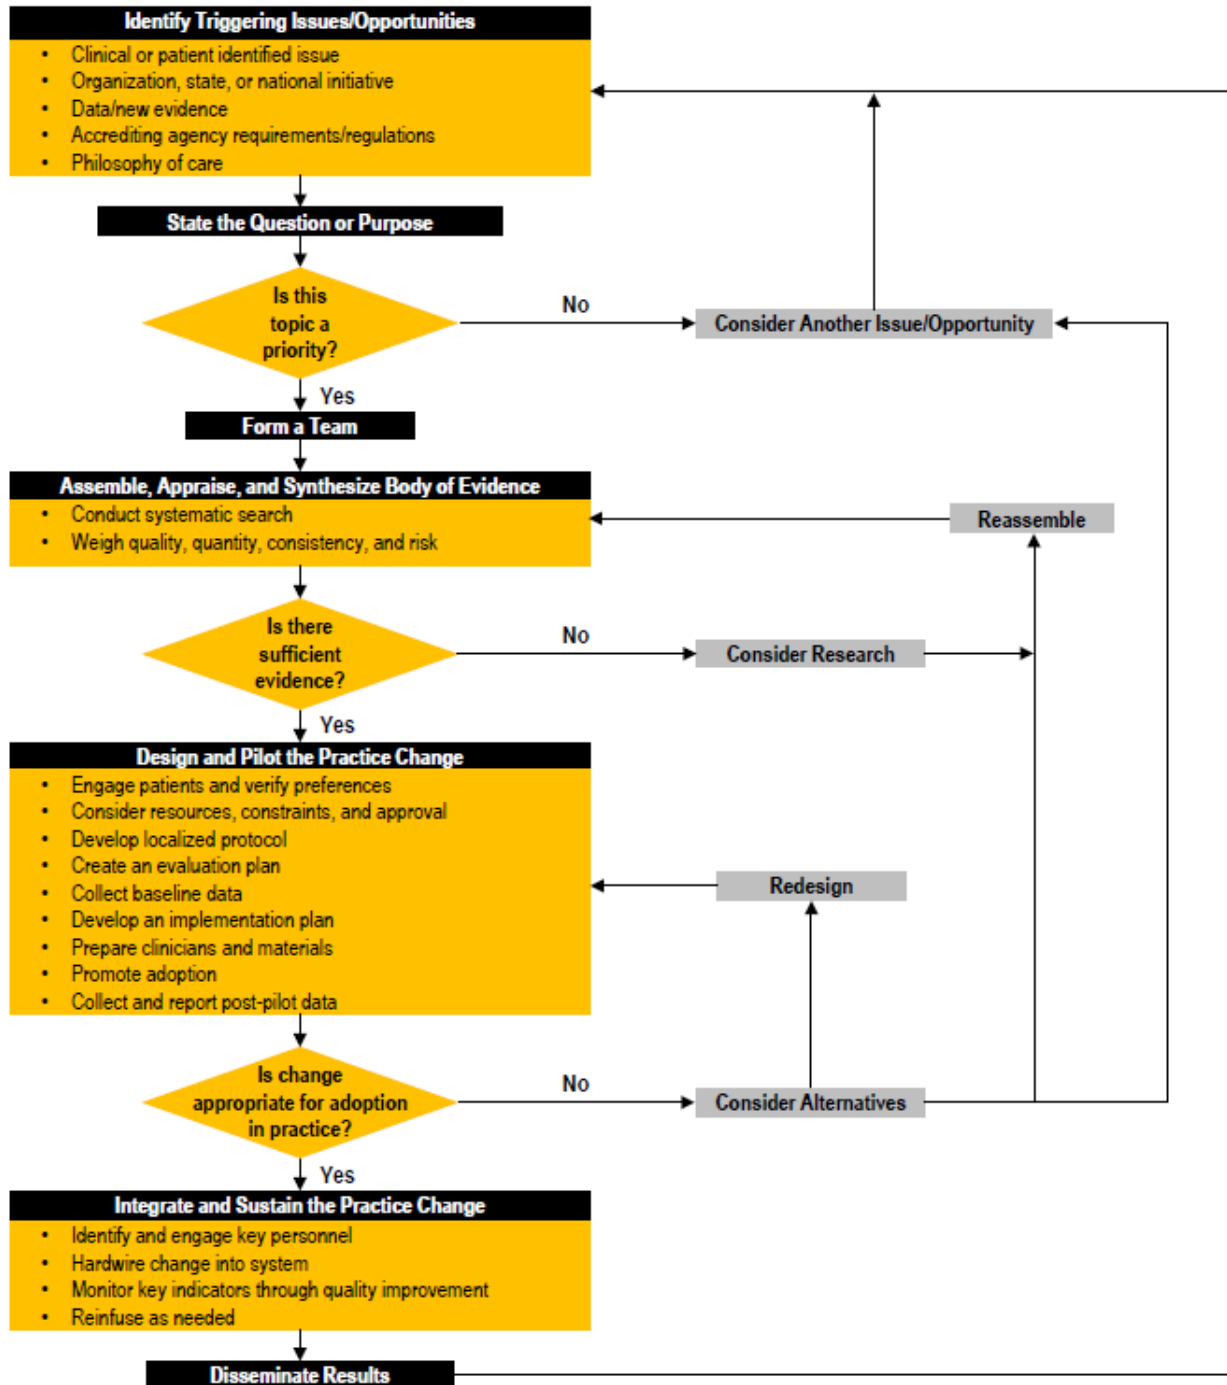 Identify Triggering Issues/Opportunities
• Clinical or patient identified issue
• Organization, state, or national initiative
• Data/new evidence
• Accrediting agency requirements/regulations
• Philosophy of care
State the Question or Purpose
Is this
topic a
priority?
No
Consider Another Issue/Opportunity
Yes
Form a Team
Assemble, Appraise, and Synthesize Body of Evidence
• Conduct systematic search
• Weigh quality, quantity, consistency, and risk
Reassemble
Is there
sufficient
evidence?
No
Consider Research
Yes
Design and Pilot the Practice Change
• Engage patients and verify preferences
• Consider resources, constraints, and approval
• Develop localized protocol
• Create an evaluation plan
• Collect baseline data
• Develop an implementation plan
• Prepare clinicians and materials
• Promote adoption
• Collect and report post-pilot data
Redesign
Is change
appropriate for adoption
in practice?
No
Consider Alternatives
Yes
Integrate and Sustain the Practice Change
• Identify and engage key personnel
• Hardwire change into system
• Monitor key indicators through quality improvement
• Reinfuse as needed
Disseminate Results